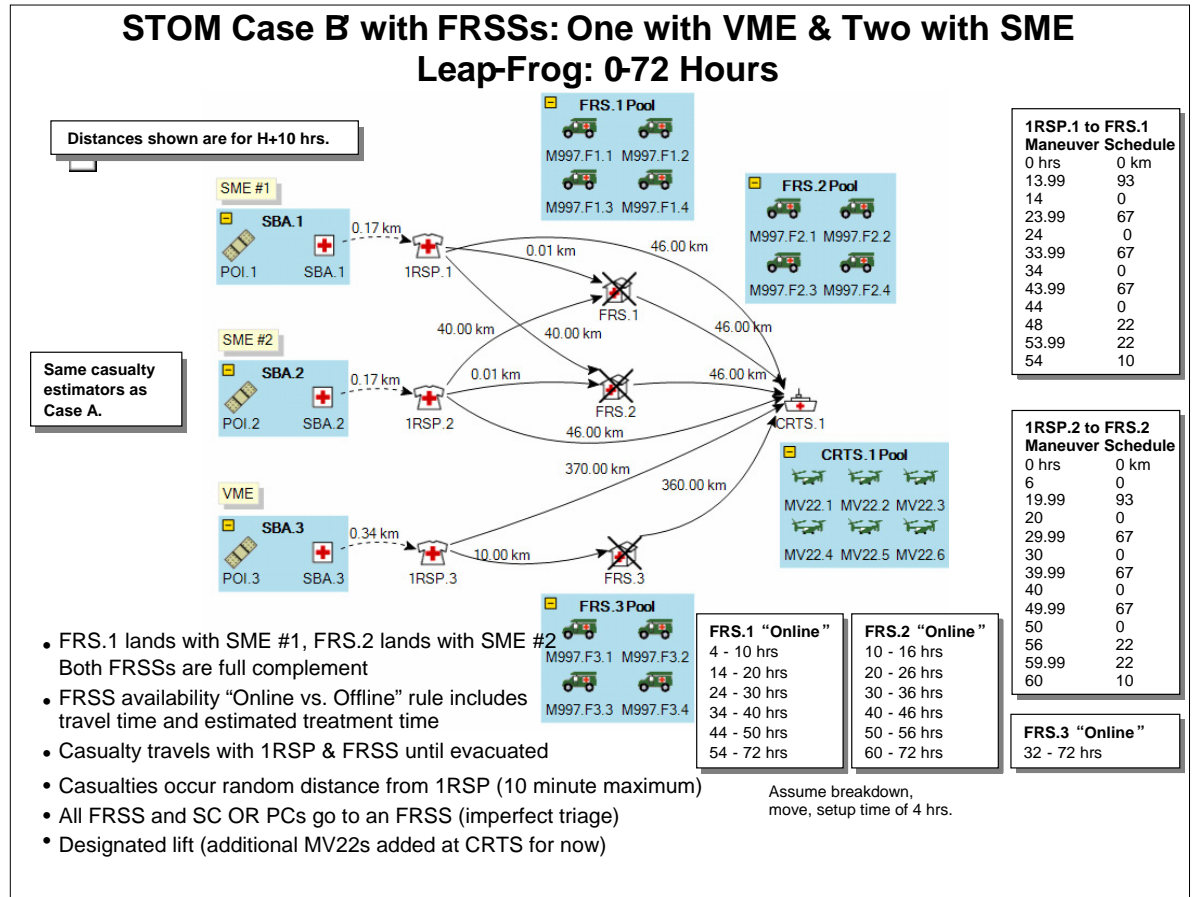 STOM Case B' with FRSSs: One with VME & Two with SME
Leap-Frog: 0-72 Hours
Distances shown are for H+10 hrs.
FRS.1 Pool
M997.F1.1 M997.F1.2
M997.F1.3 M997.F1.4
FRS.2 Pool
M997.F2.1 M997.F2.2
M997.F2.3 M997.F2.4
SME #1
SBA.1
POI.1 SBA.1
0.17 km
1RSP.1
46.00 km
0.01 km
FRS.1
40.00 km
40.00 km
46.00 km
SME #2
SBA.2
POI.2 SBA.2
0.17 km
1RSP.2
0.01 km
FRS.2
46.00 km
46.00 km
CRTS.1
Same casualty
estimators as
Case A.
370.00 km
360.00 km
VME
SBA.3
POI.3 SBA.3
0.34 km
1RSP.3
10.00 km
FRS.3
CRTS.1 Pool
MV22.1 MV22.2 MV22.3
MV22.4 MV22.5 MV22.6
FRS.3 Pool
M997.F3.1 M997.F3.2
M997.F3.3 M997.F3.4
1RSP.1 to FRS.1
Maneuver Schedule
0 hrs 0 km
13.99 93
14 0
23.99 67
24 0
33.99 67
34 0
43.99 67
44 0
48 22
53.99 22
54 10
1RSP.2 to FRS.2
Maneuver Schedule
0 hrs 0 km
6 0
19.99 93
20 0
29.99 67
30 0
39.99 67
40 0
49.99 67
50 0
56 22
59.99 22
60 10
FRS.1 “Online”
4 - 10 hrs
14 - 20 hrs
24 - 30 hrs
34 - 40 hrs
44 - 50 hrs
54 - 72 hrs
FRS.2 “Online”
10 - 16 hrs
20 - 26 hrs
30 - 36 hrs
40 - 46 hrs
50 - 56 hrs
60 - 72 hrs
FRS.3 “Online”
32 - 72 hrs
Assume breakdown,
move, setup time of 4 hrs.
• FRS.1 lands with SME #1, FRS.2 lands with SME #2
Both FRSSs are full complement
• FRSS availability “Online vs. Offline” rule includes
travel time and estimated treatment time
• Casualty travels with 1RSP & FRSS until evacuated
• Casualties occur random distance from 1RSP (10 minute maximum)
• All FRSS and SC OR PCs go to an FRSS (imperfect triage)
• Designated lift (additional MV22s added at CRTS for now)